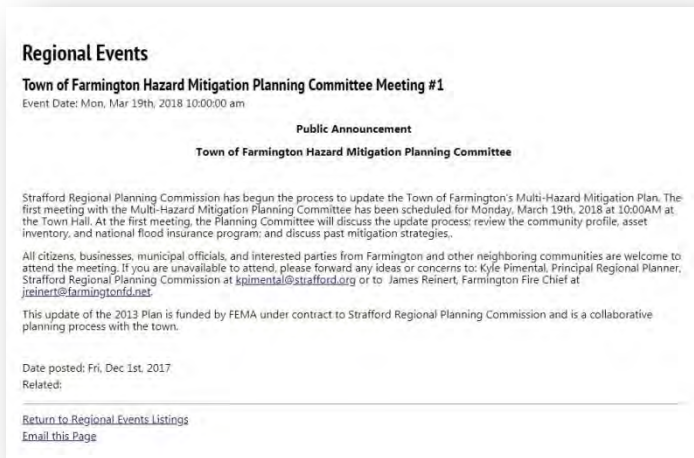 Regional Events
Town of Farmington Hazard Mitigation Planning Committee Meeting #1
Event Date: Mon, Mar 19th, 2018 10:00:00 am
Public Announcement
Town of Farmington Hazard Mitigation Planning Committee
Strafford Regional Planning Commission has begun the process to update the Town of Farmington's Multi-Hazard Mitigation Plan. The
first meeting with the Multi-Hazard Mitigation Planning Committee has been scheduled for Monday, March 19th, 2018 at 10:00AM at
the Town Hall. At the first meeting, the Planning Committee will discuss the update process; review the community profile, asset
inventory, and national flood insurance program; and discuss past mitigation strategies,.
All citizens, businesses, municipal officials, and interested parties from Farmington and other neighboring communities are welcome to
attend the meeting. If you are unavailable to attend, please forward any ideas or concerns to: Kyle Pimental, Principal Regional Planner,
Strafford Regional Planning Commission at kpimental@strafford.org or to James Reinert, Farmington Fire Chief at
jreinert@farmingtonfd.net.
This update of the 2013 Plan is funded by FEMA under contract to Strafford Regional Planning Commission and is a collaborative
planning process with the town.
Date posted: Fri, Dec 1st, 2017
Related:
Return to Regional Events Listings
Email this Page